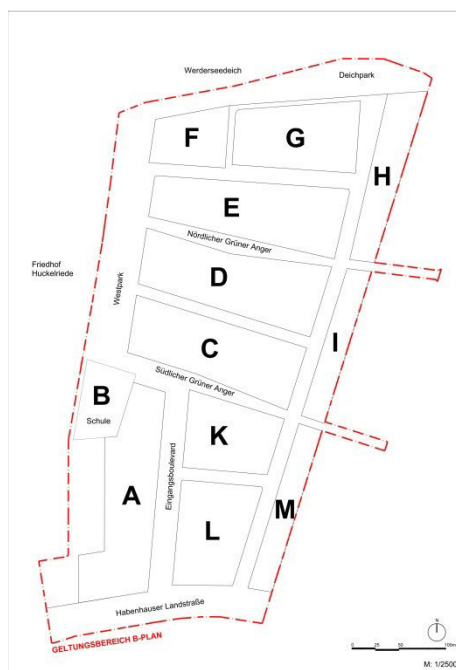 Werderseedeich
Deichpark
F
G
H
E
Nördlicher Grüner Anger
Friedhof
Huckelriede
Westpark
D
I
C
Südlicher Grüner Anger
B
Schule
K
Eingangsboulevard
A
M
L
Habenhauser Landstraße
GELTUNGSBEREICH B-PLAN
N
0 25 50 100m
M: 1/2500